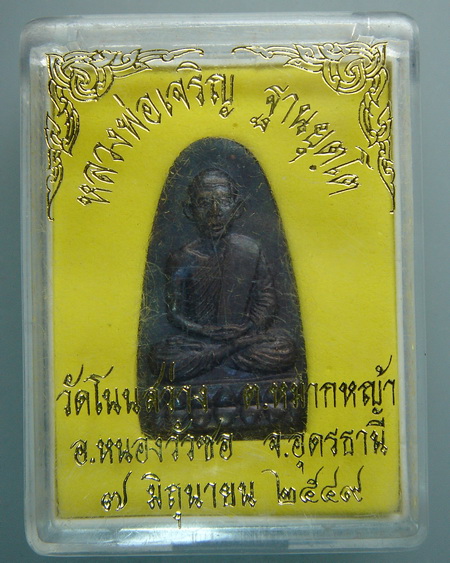 หลวงพ่อเจริญ ฐานยุตฺโต
วัดโนนสว่าง ต.หมากหญ้า
อ.หนองวัวซอ จ.อุดรธานี
๗ มิถุนายน ๒๕๔๙